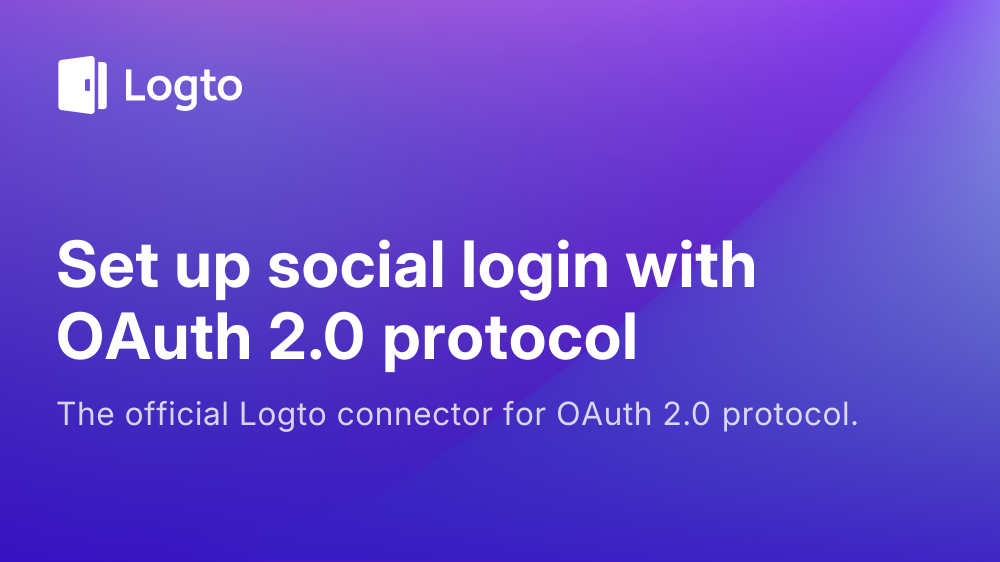 Logto
Set up social login with
OAuth 2.0 protocol
The official Logto connector for OAuth 2.0 protocol.